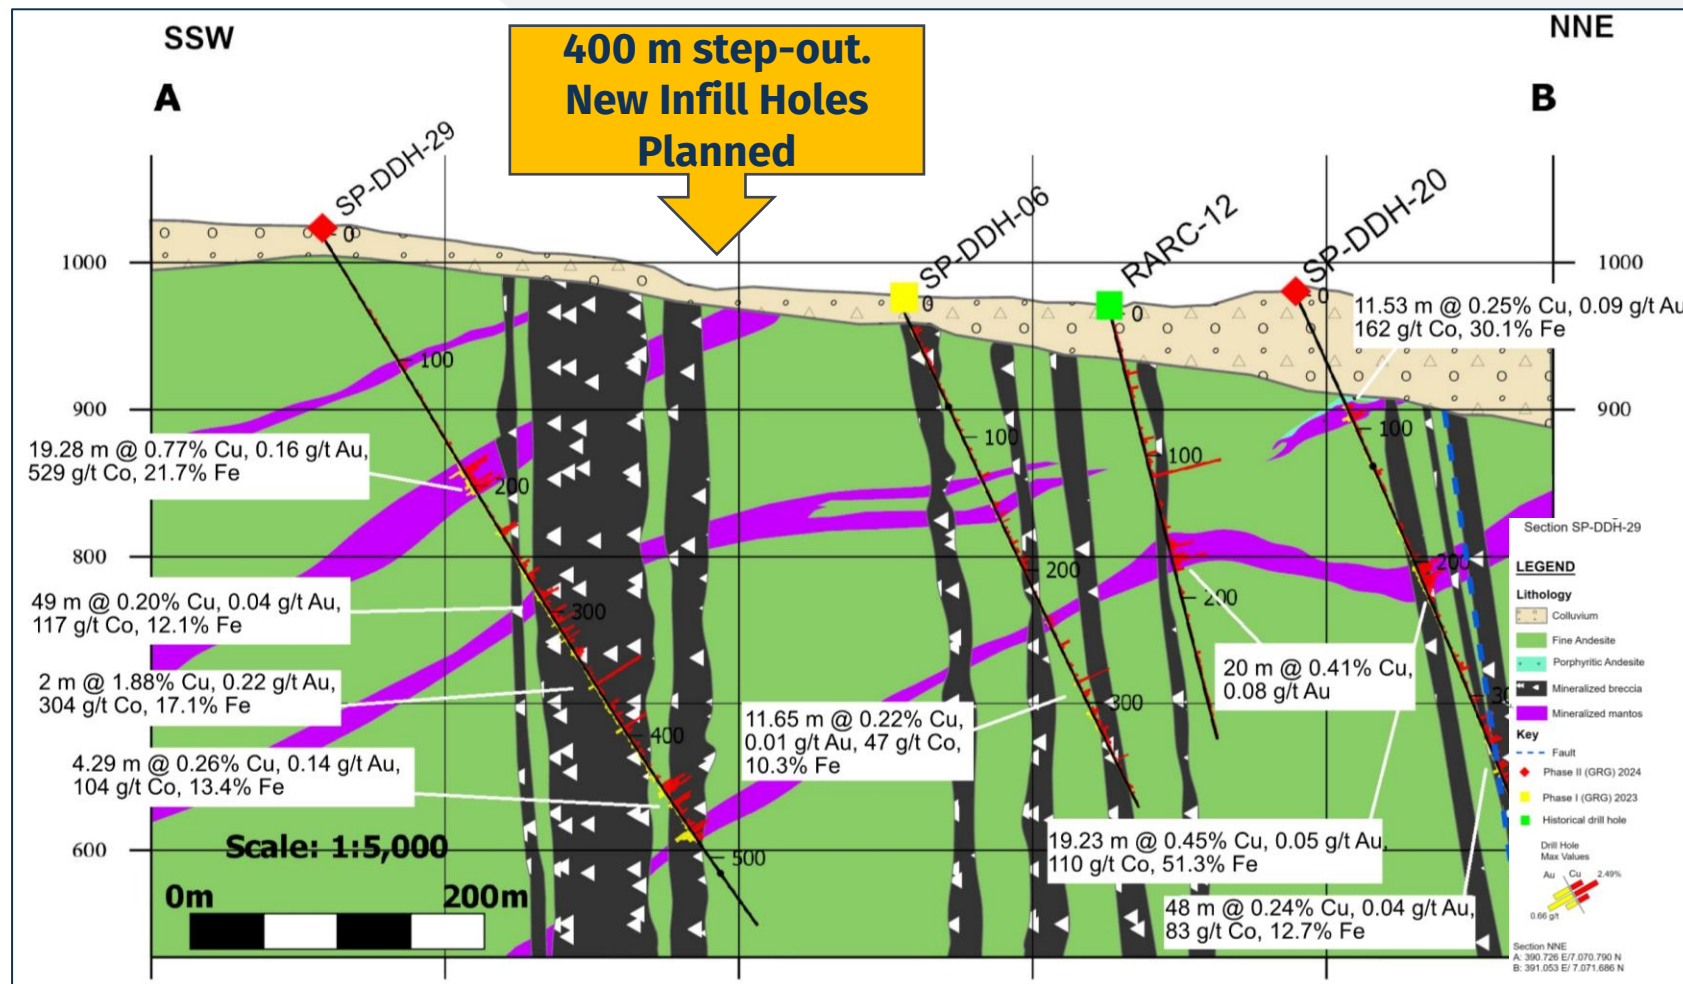 SSW
NNE
A
B
400 m step-out.
New Infill Holes
Planned
SP-DDH-29
SP-DDH-06
RARC-12
SP-DDH-20
0
0
0
0
1000
1000
11.53 m @ 0.25% Cu, 0.09 g/t Au
162 g/t Co, 30.1% Fe
100
900
900
100
100
100
19.28 m @ 0.77% Cu, 0.16 g/t Au,
529 g/t Co, 21.7% Fe
200
800
200
200
200
49 m @ 0.20% Cu, 0.04 g/t Au,
117 g/t Co, 12.1% Fe
300
2 m @ 1.88% Cu, 0.22 g/t Au,
304 g/t Co, 17.1% Fe
20 m @ 0.41% Cu,
0.08 g/t Au
300
30
11.65 m @ 0.22% Cu,
0.01 g/t Au, 47 g/t Co,
10.3% Fe
400
4.29 m @ 0.26% Cu, 0.14 g/t Au,
104 g/t Co, 13.4% Fe
600
500
19.23 m @ 0.45% Cu, 0.05 g/t Au,
110 g/t Co, 51.3% Fe
48 m @ 0.24% Cu, 0.04 g/t Au,
83 g/t Co, 12.7% Fe
Scale: 1:5,000
0m 200m
Section SP-DDH-29
LEGEND
Lithology
Colluvium
Fine Andesite
Porphyritic Andesite
Mineralized breccia
Mineralized mantos
Key
Fault
Phase II (GRG) 2024
Phase I (GRG) 2023
Historical drill hole
Drill Hole
Max Values
Au Cu 2.49%
0.66 g/t
Section NNE
A: 390.726 E/7.070.790 N
B: 391.053 E/ 7.071.686 N